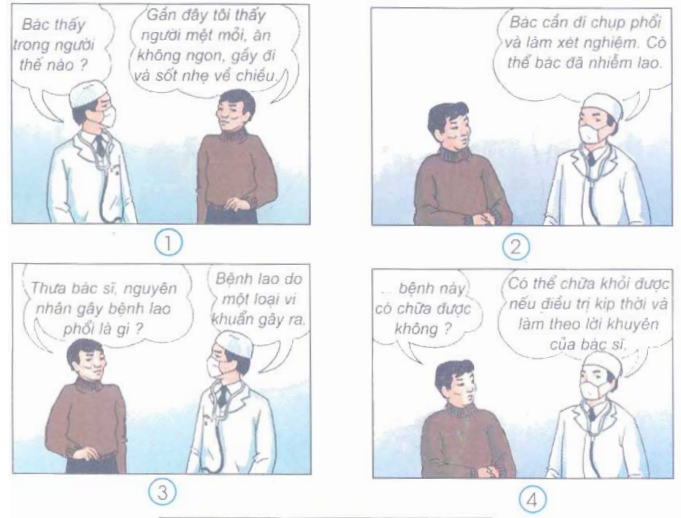 Bác thấy
trong người
thế nào ?
Gần đây tôi thấy
người mệt mỏi, ăn
không ngon, gầy đi
và sốt nhẹ về chiều.
1
Bác cần đi chụp phổi
và làm xét nghiệm. Có
thể bác đã nhiễm lao.
2
Thưa bác sĩ, nguyên
nhân gây bệnh lao
phổi là gì ?
Bệnh lao do
một loại vi
khuẩn gây ra.
3
bệnh này
có chữa được
không ?
Có thể chữa khỏi được
nếu điều trị kịp thời và
làm theo lời khuyên
của bác sĩ.
4